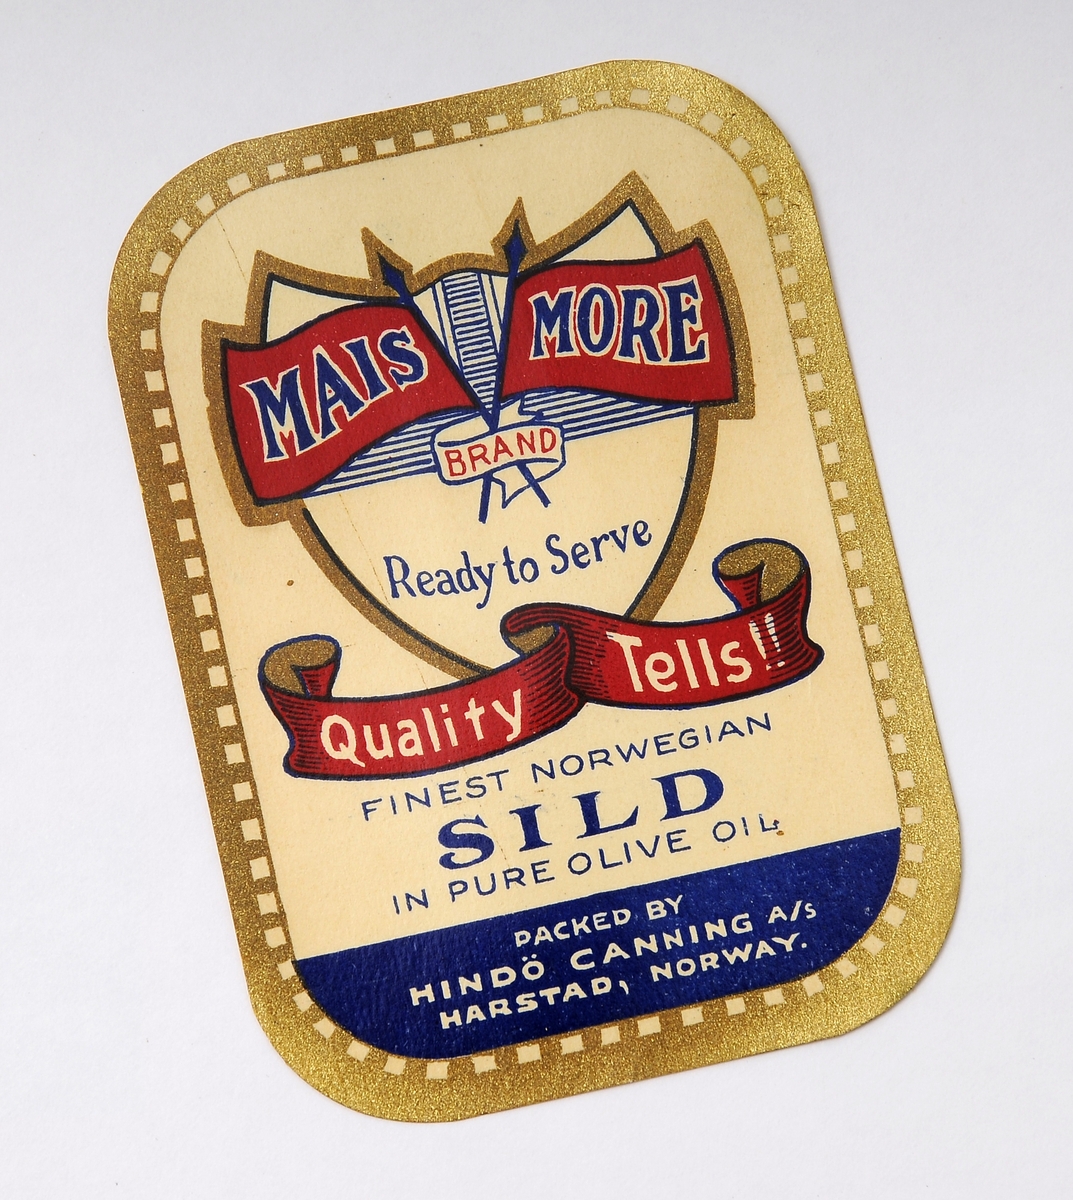 MAIS MORE
BRAND
Ready to Serve
Quality Tells!!
FINEST NORWEGIAN
SILD
IN PURE OLIVE OIL
PACKED BY
HINDÖ CANNING A/S
HARSTAD, NORWAY.